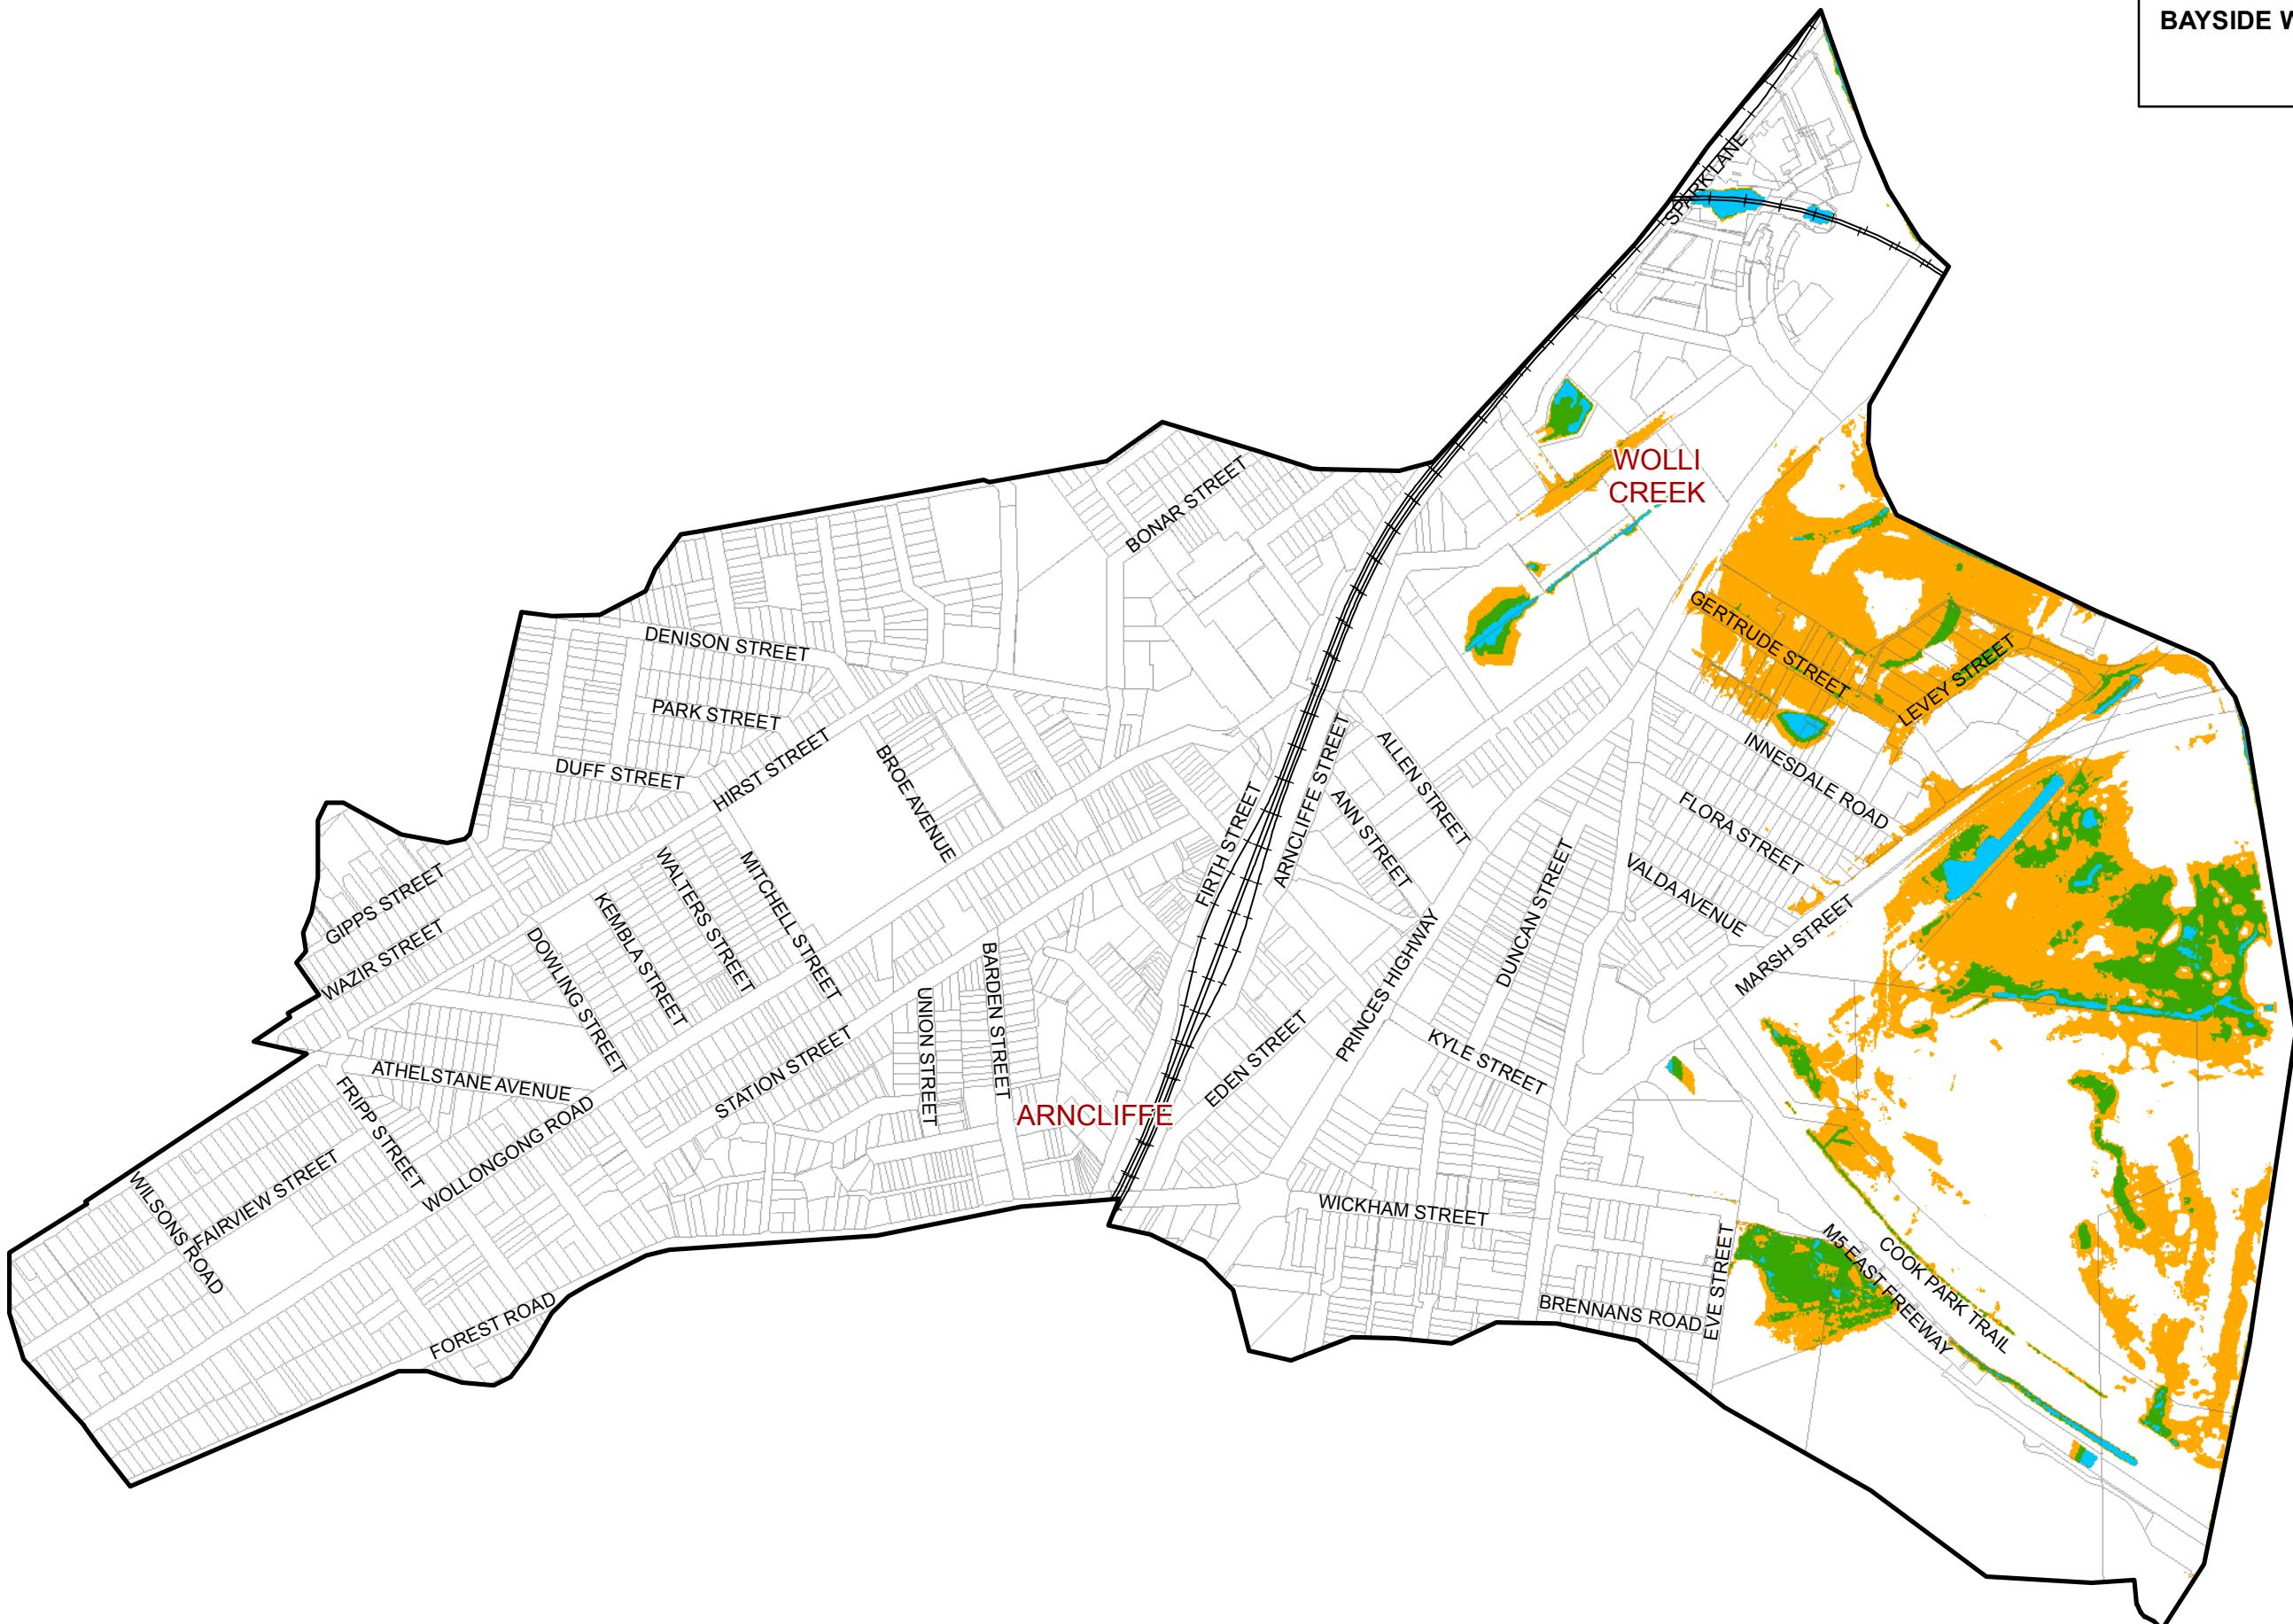 BAYSIDE W
SPARK LANE
WOLLI
CREEK
BONAR STREET
GERTRUDE STREET
LEVEY STREET
DENISON STREET
PARK STREET
DUFF STREET
HIRST STREET
BROE AVENUE
ALLEN STREET
ANN STREET
INNESDALE ROAD
FLORA STREET
VALDA AVENUE
FIRTH STREET
ARNCLIFFE STREET
GIPPS STREET
WAZIR STREET
WALTERS STREET
MITCHELL STREET
KEMBLA STREET
DOWLING STREET
DUNCAN STREET
MARSH STREET
PRINCES HIGHWAY
UNION STREET
BARDEN STREET
STATION STREET
EDEN STREET
KYLE STREET
ATHELSTANE AVENUE
FRIPP STREET
ARNCLIFFE
WOLLONGONG ROAD
WILSONS ROAD
FAIRVIEW STREET
WICKHAM STREET
EVE STREET
M5 EAST FREEWAY
COOK PARK TRAIL
BRENNANS ROAD
FOREST ROAD